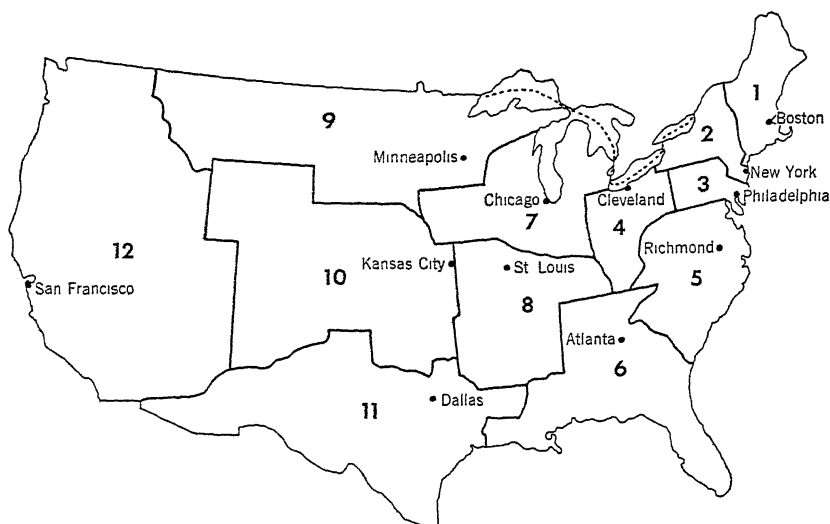 1
Boston
2
9
Minneapolis
New York
3
Philadelphia
Chicago
Cleveland
7
4
12
Richmond
Kansas City
St Louis
10
5
San Francisco
8
Atlanta
6
11
Dallas